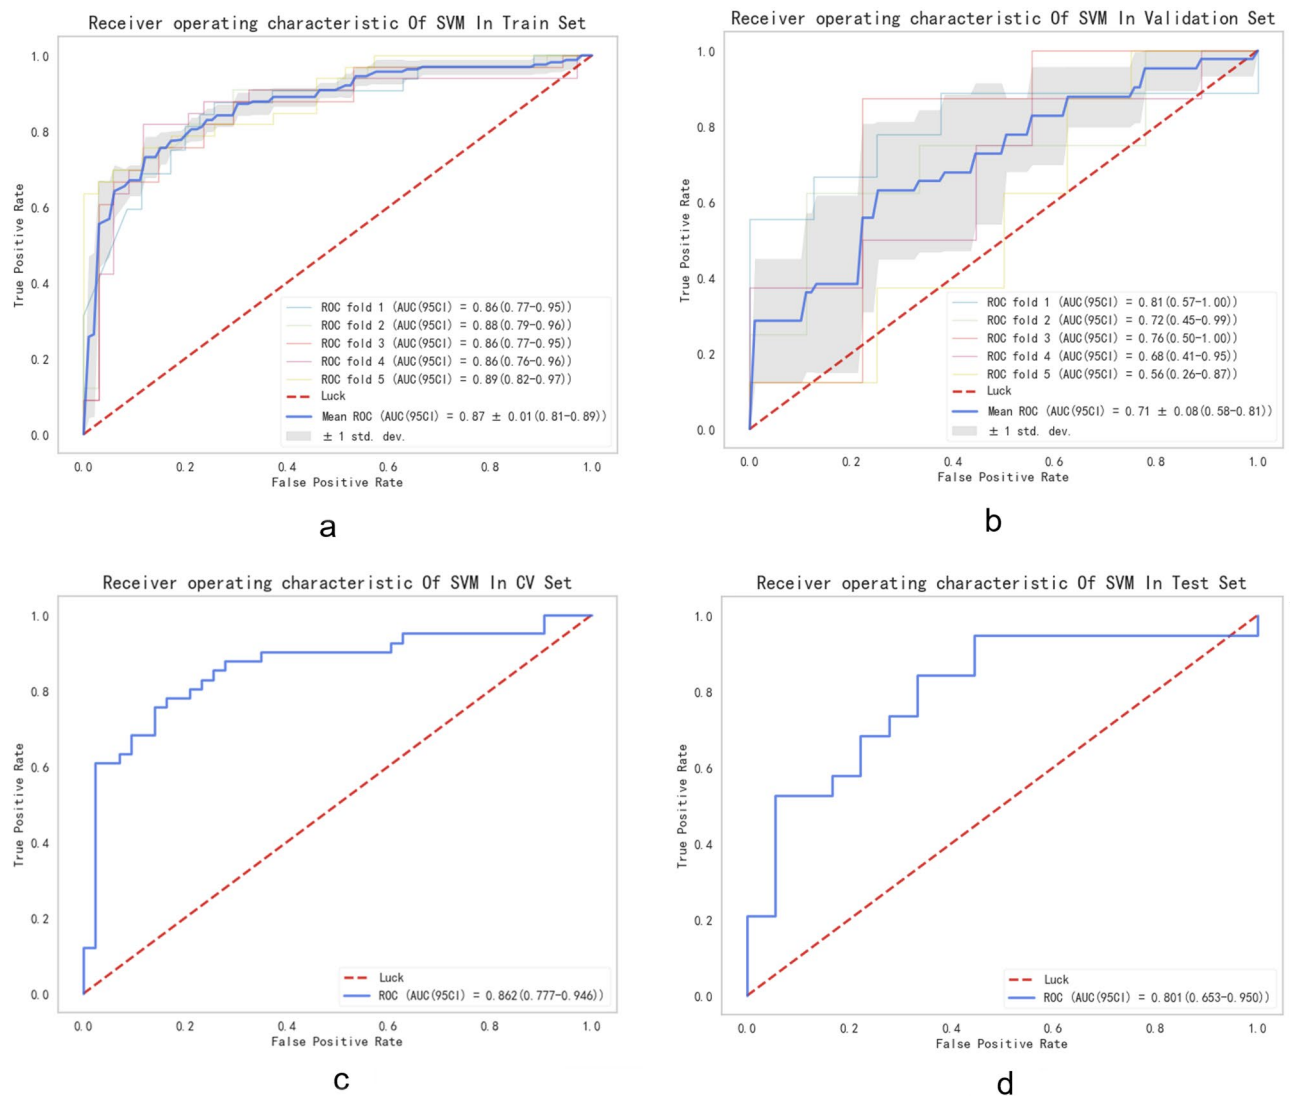 Receiver operating characteristic Of SVM In Train Set
True Positive Rate
1.0
0.8
0.6
0.4
0.2
0.0
ROC fold 1 (AUC(95CI) = 0.86(0.77-0.95))
ROC fold 2 (AUC(95CI) = 0.88(0.79-0.96))
ROC fold 3 (AUC(95CI) = 0.86(0.77-0.95))
ROC fold 4 (AUC(95CI) = 0.86(0.76-0.96))
ROC fold 5 (AUC(95CI) = 0.89(0.82-0.97))
Luck
Mean ROC (AUC(95CI) = 0.87 ± 0.01(0.81-0.89))
± 1 std. dev.
0.0 0.2 0.4 0.6 0.8 1.0
False Positive Rate
a
Receiver operating characteristic Of SVM In Validation Set
True Positive Rate
1.0
0.8
0.6
0.4
0.2
0.0
ROC fold 1 (AUC(95CI) = 0.81(0.57-1.00))
ROC fold 2 (AUC(95CI) = 0.72(0.45-0.99))
ROC fold 3 (AUC(95CI) = 0.76(0.50-1.00))
ROC fold 4 (AUC(95CI) = 0.68(0.41-0.95))
ROC fold 5 (AUC(95CI) = 0.56(0.26-0.87))
Luck
Mean ROC (AUC(95CI) = 0.71 ± 0.08(0.58-0.81))
± 1 std. dev.
0.0 0.2 0.4 0.6 0.8 1.0
False Positive Rate
b
Receiver operating characteristic Of SVM In CV Set
True Positive Rate
1.0
0.8
0.6
0.4
0.2
0.0
Luck
ROC (AUC(95CI) = 0.862(0.777-0.946))
0.0 0.2 0.4 0.6 0.8 1.0
False Positive Rate
c
Receiver operating characteristic Of SVM In Test Set
True Positive Rate
1.0
0.8
0.6
0.4
0.2
0.0
Luck
ROC (AUC(95CI) = 0.801(0.653-0.950))
0.0 0.2 0.4 0.6 0.8 1.0
False Positive Rate
d